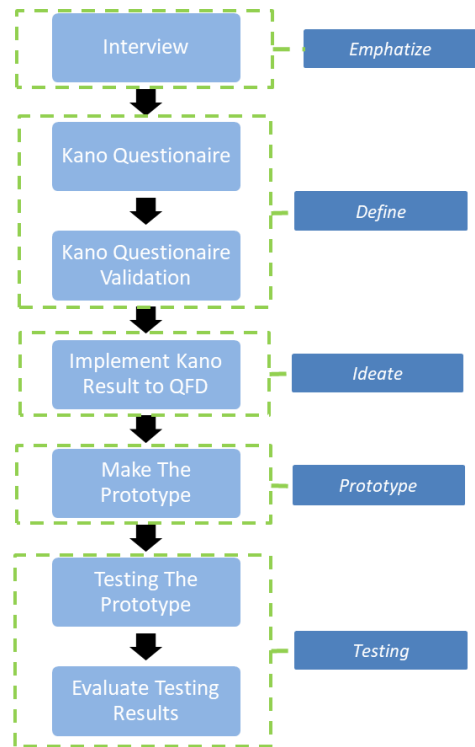 Interview
Emphatize
Kano Questionaire
Define
Kano Questionaire
Validation
Implement Kano
Result to QFD
Ideate
Make The
Prototype
Prototype
Testing The
Prototype
Testing
Evaluate Testing
Results